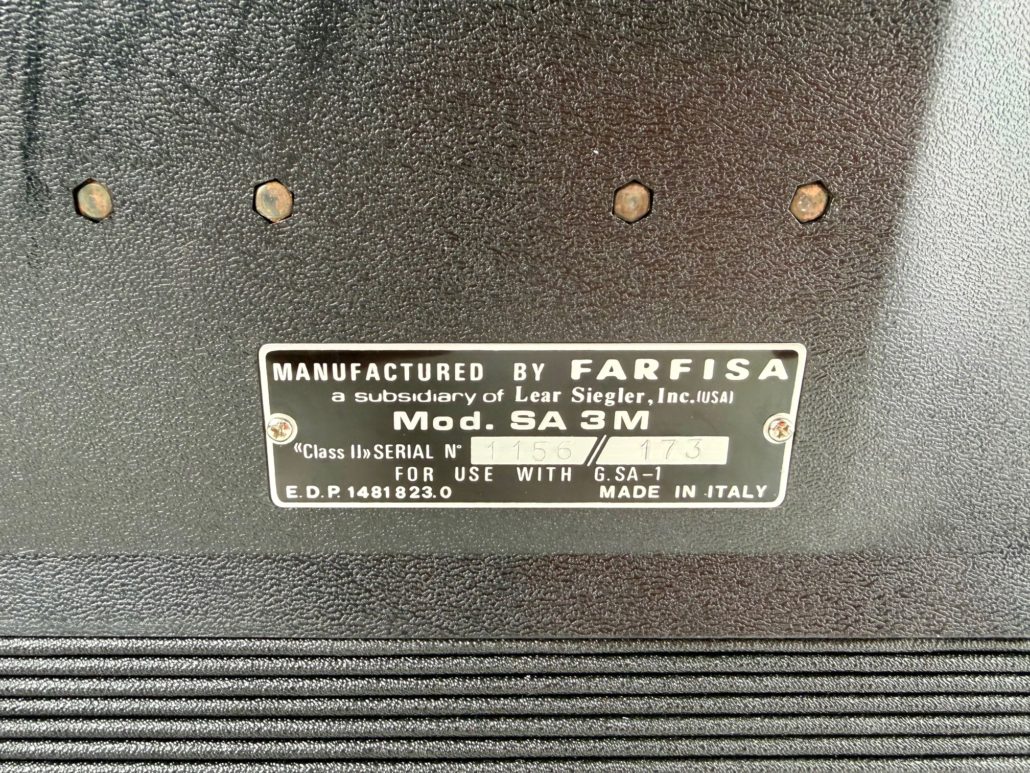 MANUFACTURED BY FARFISA
a subsidiary of Lear Siegler, Inc. (USA)
Mod. SA 3M
«Class II» SERIAL N° 1156 // 173
FOR USE WITH G.SA-1
E.D.P. 1481823.0 MADE IN ITALY